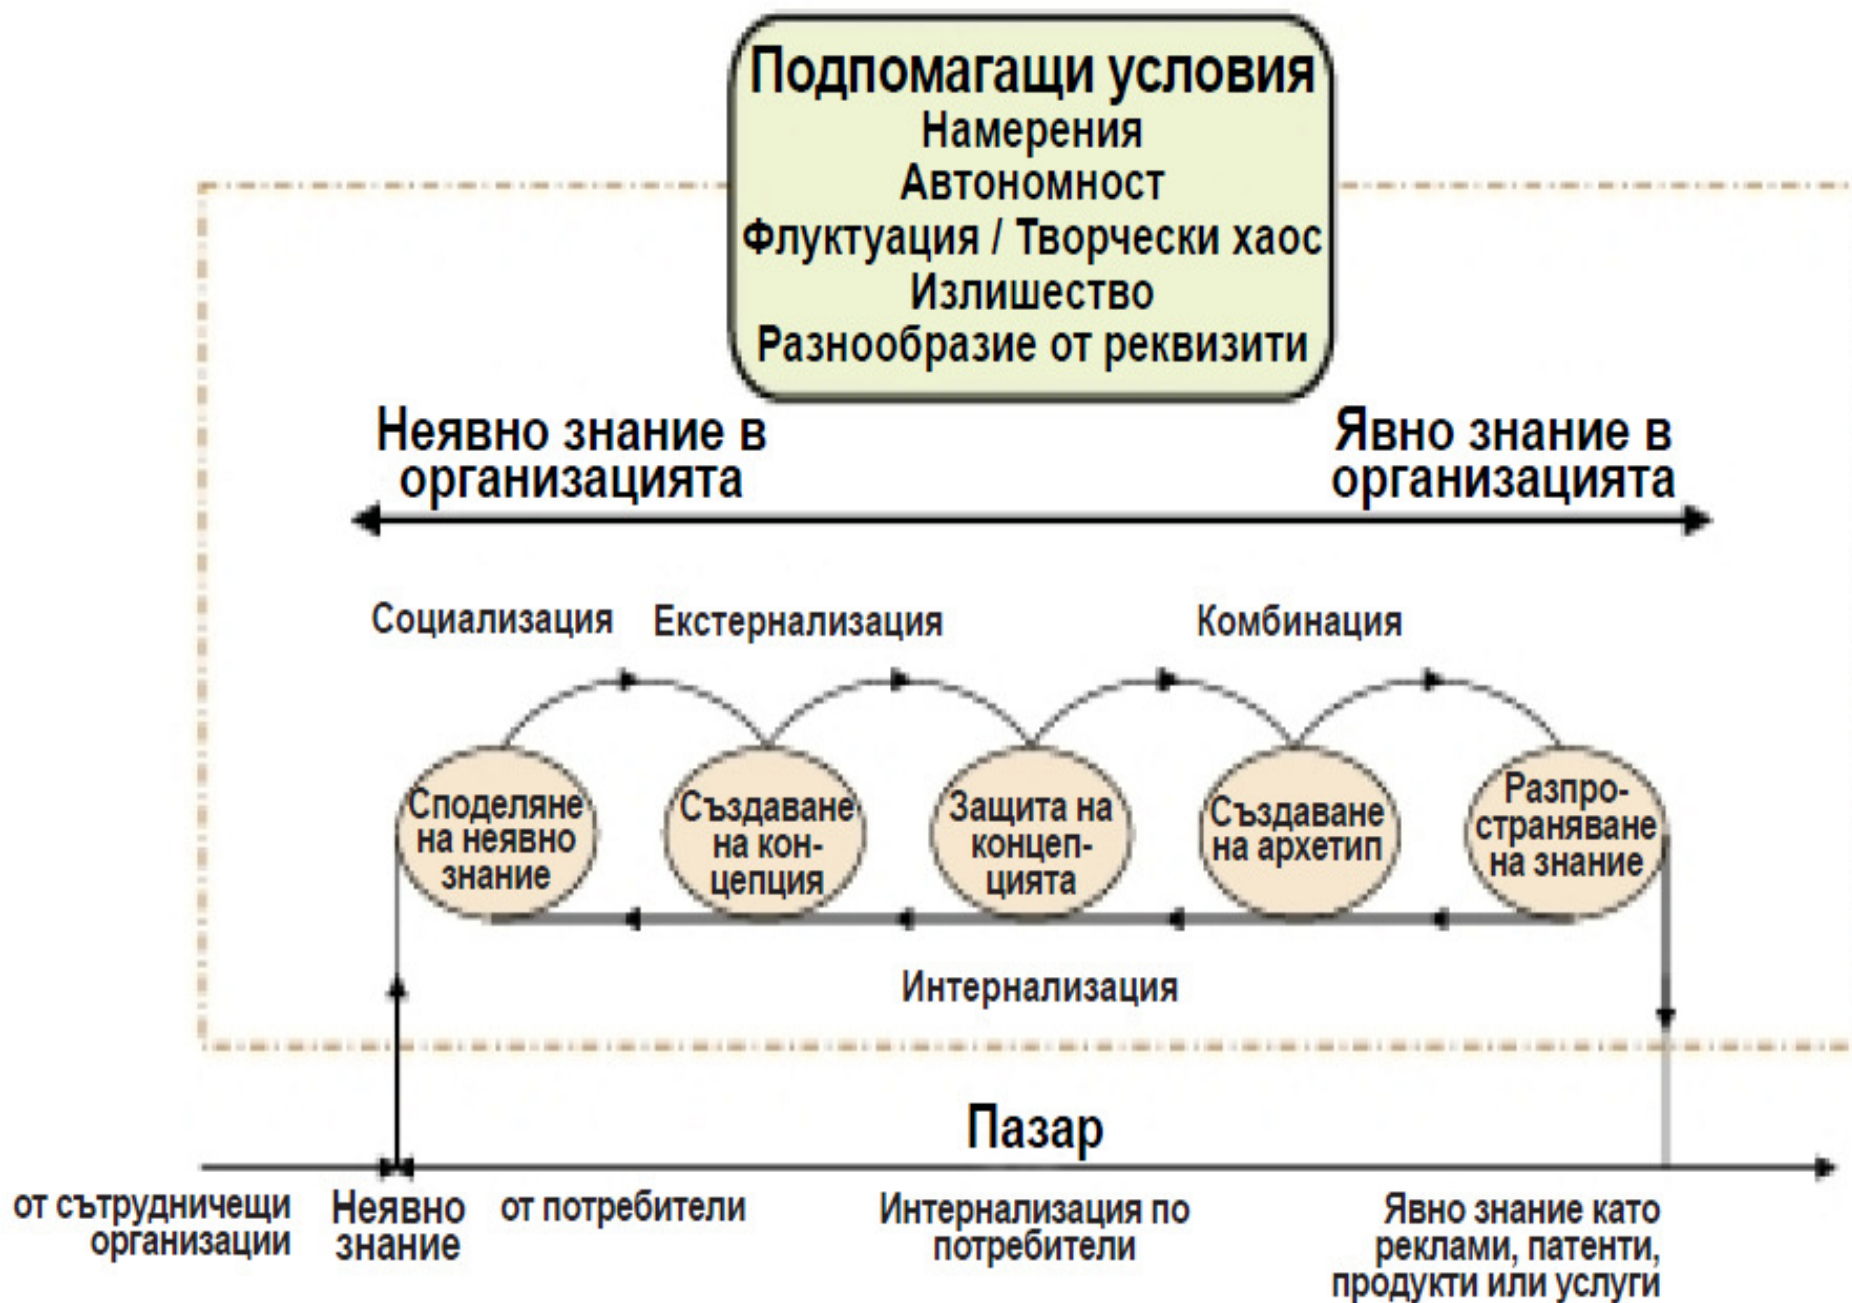 Подпомагащи условия
Намерения
Автономност
Флуктуация / Творчески хаос
Излишество
Разнообразие от реквизити
Неявно знание в
организацията
Явно знание в
организацията
Социализация
Екстернализация
Комбинация
Споделяне
на неявно
знание
Създаване
на кон-
цепция
Защита на
концеп-
цията
Създаване
на архетип
Разпро-
страняване
на знание
Интернализация
Пазар
от сътрудничещи
организации
Неявно
знание
от потребители
Интернализация по
потребители
Явно знание като
реклами, патенти,
продукти или услуги